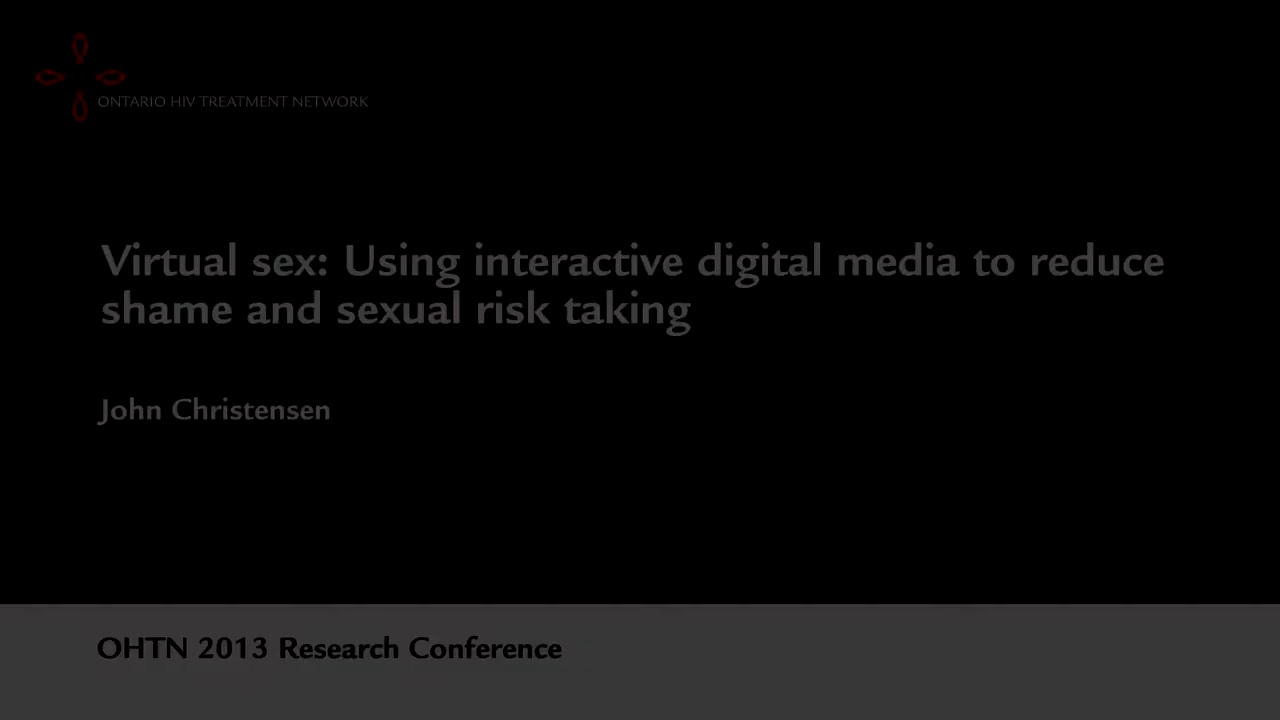 ONTARIO HIV TREATMENT NETWORK
Virtual sex: Using interactive digital media to reduce
shame and sexual risk taking
John Christensen
OHTN 2013 Research Conference